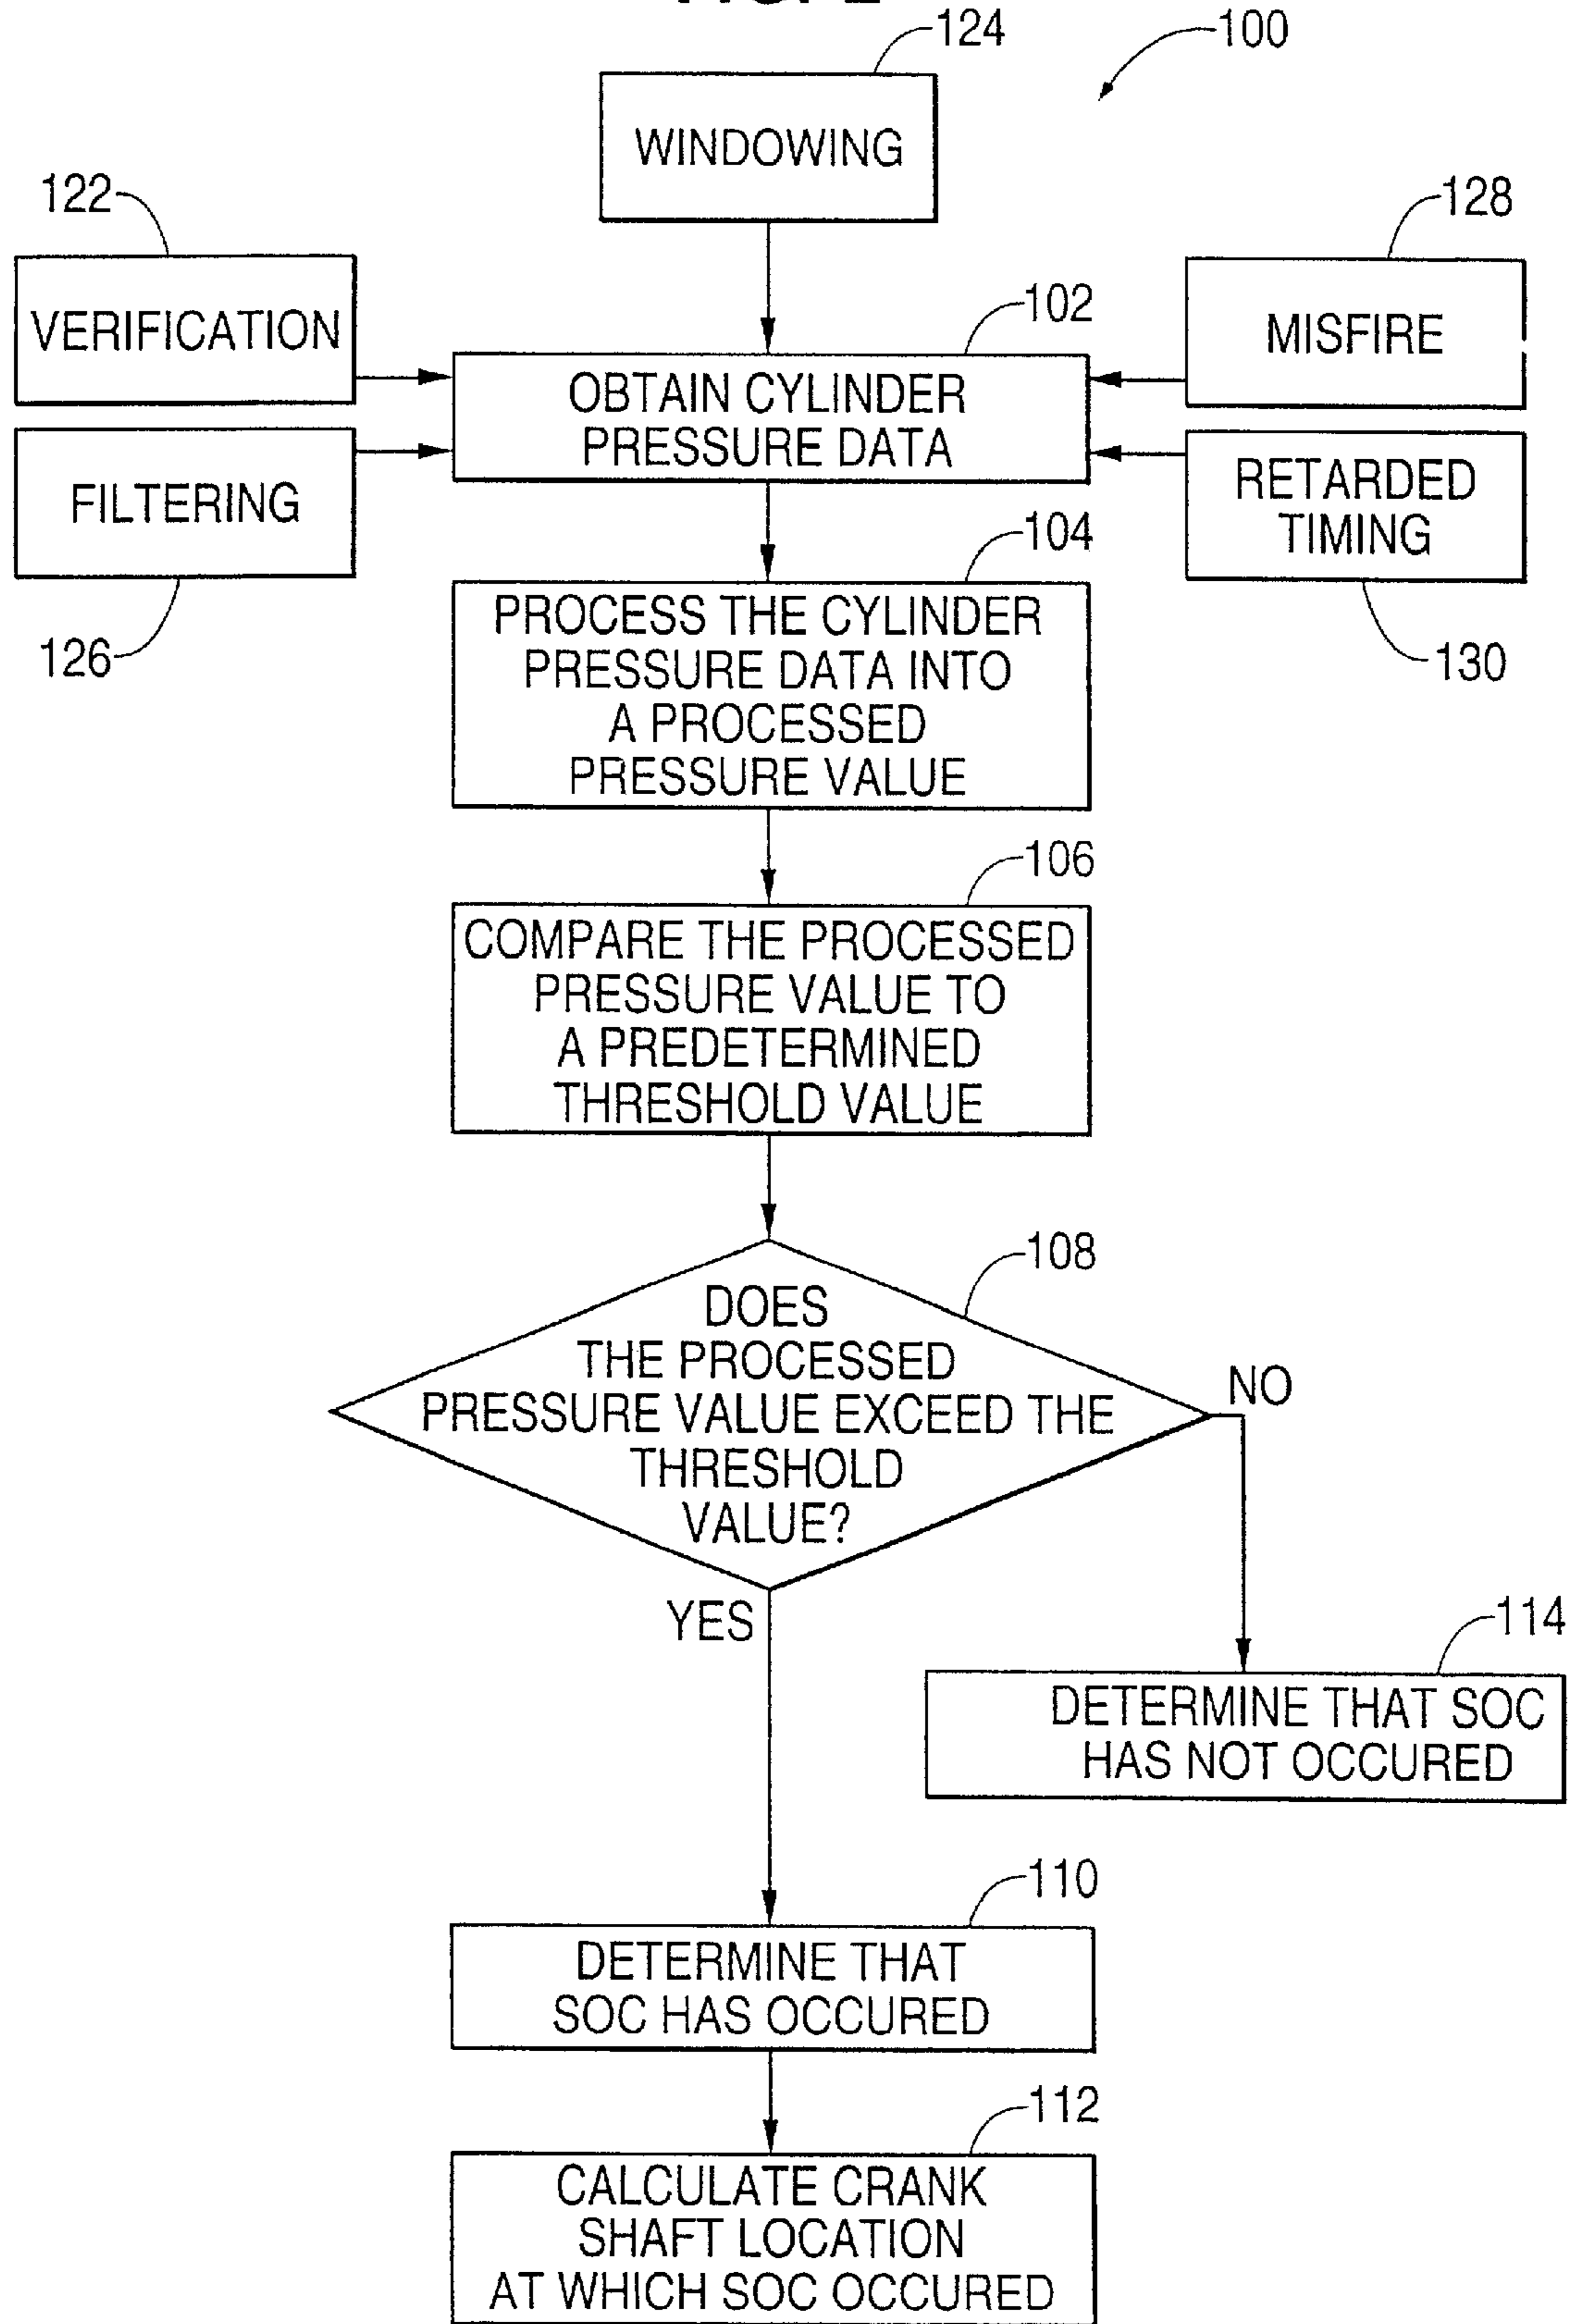 124
100
WINDOWING
122
128
VERIFICATION
102
MISFIRE
OBTAIN CYLINDER
PRESSURE DATA
FILTERING
RETARDED
TIMING
104
126
130
PROCESS THE CYLINDER
PRESSURE DATA INTO
A PROCESSED
PRESSURE VALUE
106
COMPARE THE PROCESSED
PRESSURE VALUE TO
A PREDETERMINED
THRESHOLD VALUE
108
DOES
THE PROCESSED
PRESSURE VALUE EXCEED THE
THRESHOLD
VALUE?
NO
YES
114
DETERMINE THAT SOC
HAS NOT OCCURED
110
DETERMINE THAT
SOC HAS OCCURED
112
CALCULATE CRANK
SHAFT LOCATION
AT WHICH SOC OCCURED